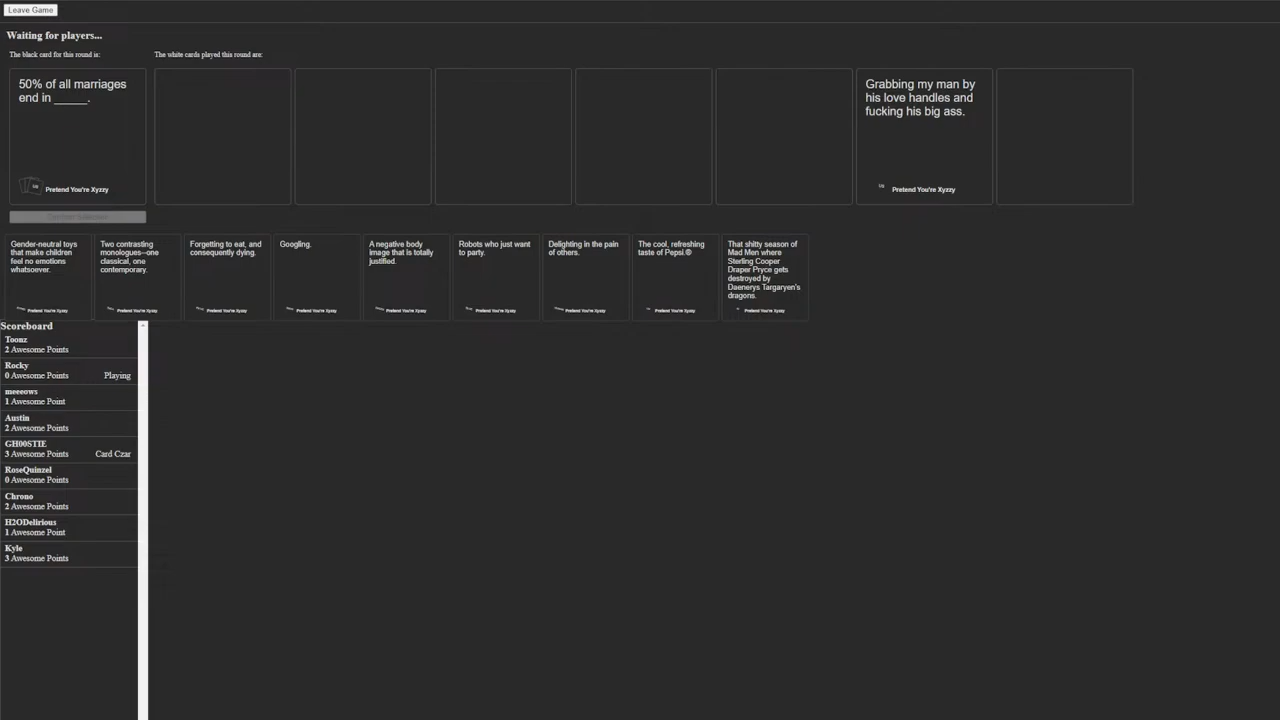 Leave Game
Waiting for players...
The black card for this round is:
The white cards played this round are:
50% of all marriages
end in _____.
Pretend You're Xyzzy
Grabbing my man by
his love handles and
fucking his big ass.
Pretend You're Xyzzy
Gender-neutral toys
that make children
feel no emotions
whatsoever.
Pretend You're Xyzzy
Two contrasting
monologues—one
classical, one
contemporary.
Pretend You're Xyzzy
Forgetting to eat, and
consequently dying.
Pretend You're Xyzzy
Googling.
Pretend You're Xyzzy
A negative body
image that is totally
justified.
Pretend You're Xyzzy
Robots who just want
to party.
Pretend You're Xyzzy
Delighting in the pain
of others.
Pretend You're Xyzzy
The cool, refreshing
taste of Pepsi.®
Pretend You're Xyzzy
That shitty season of
Mad Men where
Sterling Cooper
Draper Pryce gets
destroyed by
Daenerys Targaryen's
dragons.
Pretend You're Xyzzy
Scoreboard
Toonz
2 Awesome Points
Rocky
0 Awesome Points Playing
meeeows
1 Awesome Point
Austin
2 Awesome Points
GH00STIE
3 Awesome Points Card Czar
RoseQuinzel
0 Awesome Points
Chrono
2 Awesome Points
H2ODelirious
1 Awesome Point
Kyle
3 Awesome Points